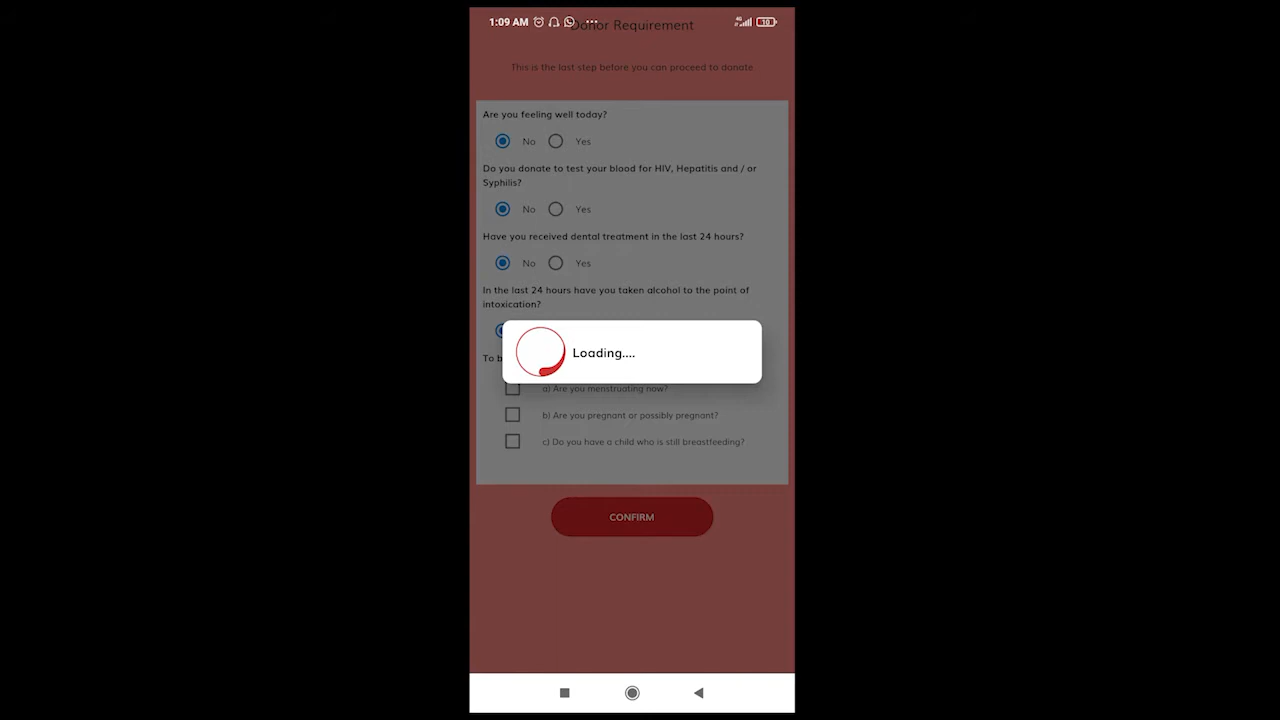 1:09 AM
10
Donor Requirement
This is the last step before you can proceed to donate
Are you feeling well today?
No Yes
Do you donate to test your blood for HIV, Hepatitis and / or
Syphilis?
No Yes
Have you received dental treatment in the last 24 hours?
No Yes
In the last 24 hours have you taken alcohol to the point of
intoxication?
Loading....
To b
a) Are you menstruating now?
b) Are you pregnant or possibly pregnant?
c) Do you have a child who is still breastfeeding?
CONFIRM